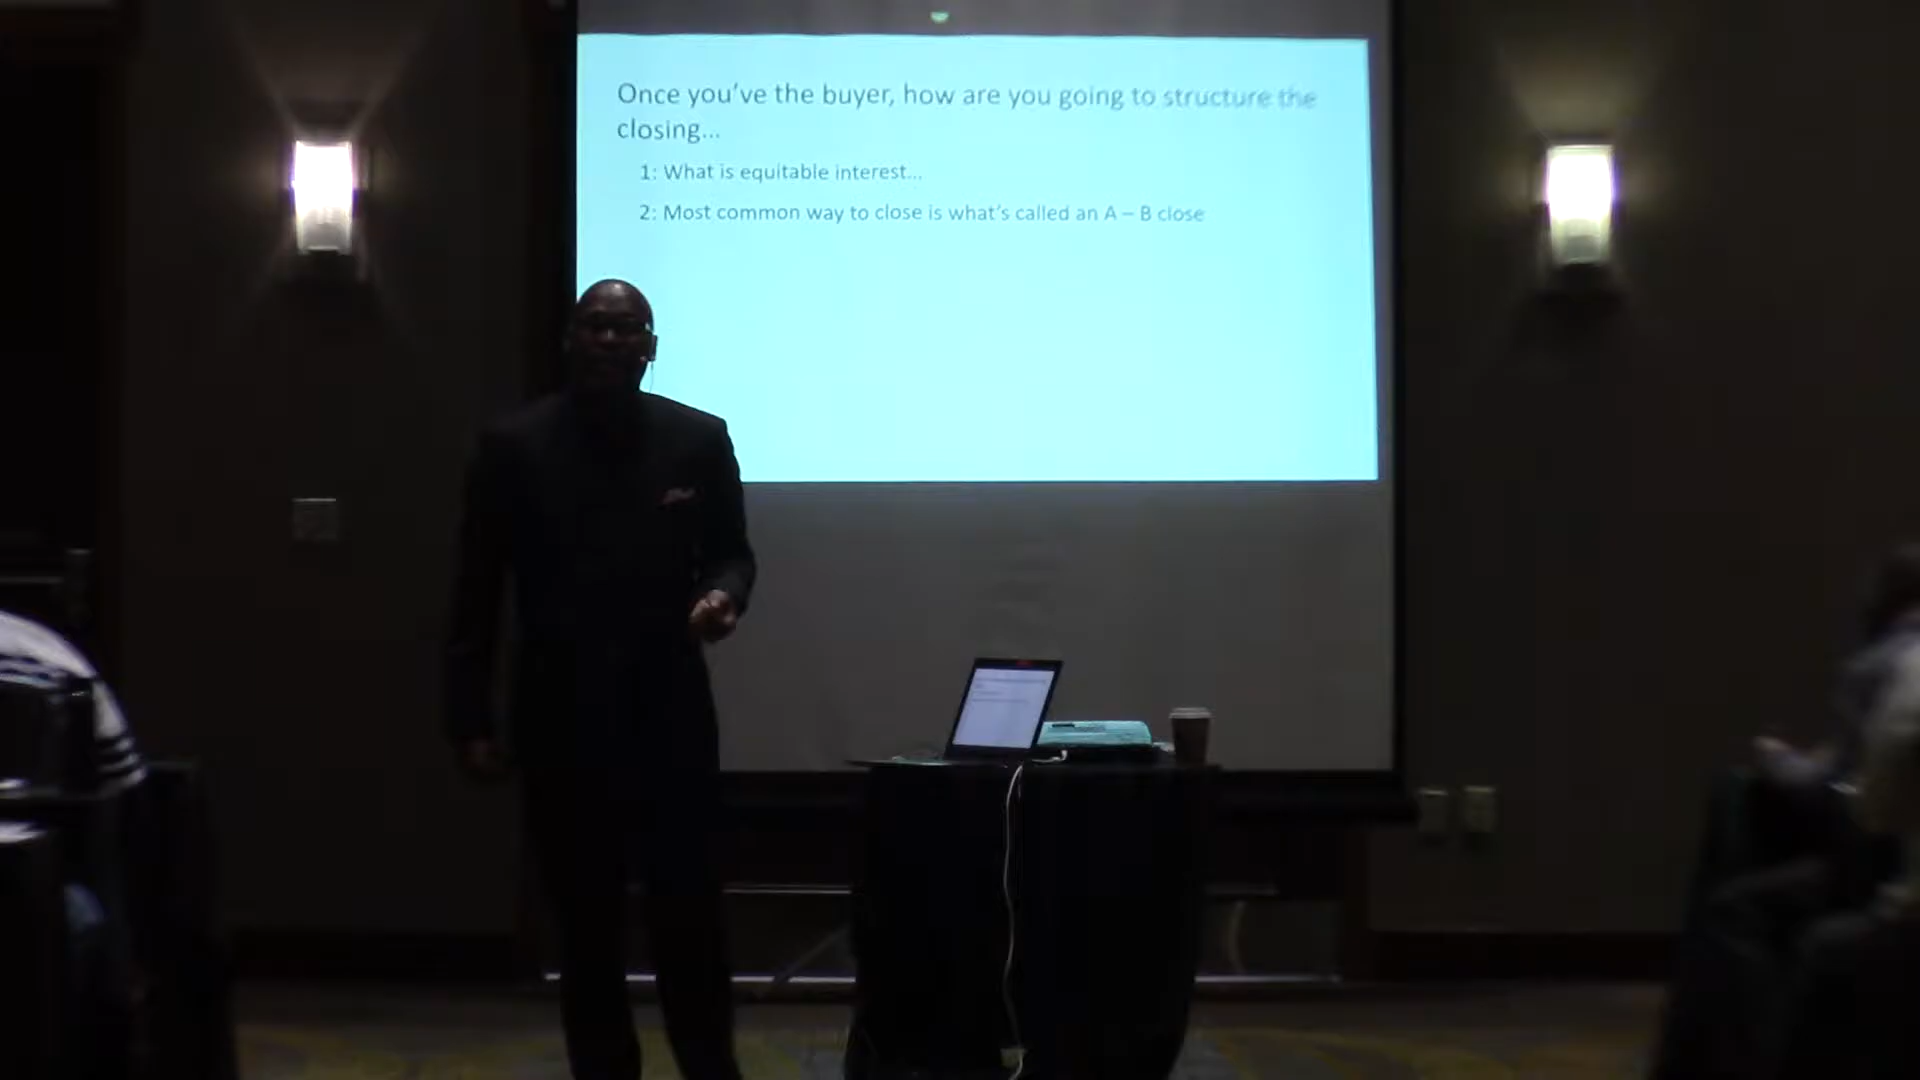 Once you've the buyer, how are you going to structure the
closing...
1: What is equitable interest...
2: Most common way to close is what's called an A – B close